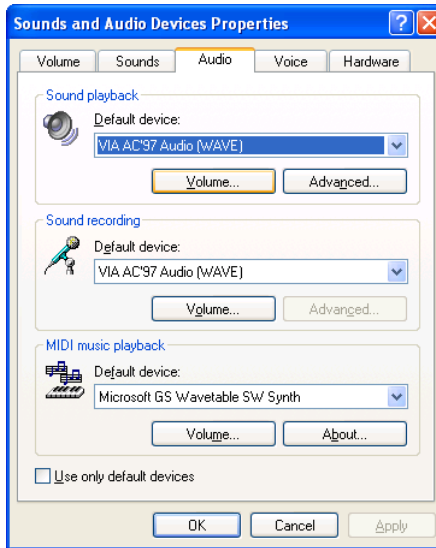 Sounds and Audio Devices Properties
Volume Sounds Audio Voice Hardware
Sound playback
Default device:
VIA AC'97 Audio (WAVE)
Volume... Advanced...
Sound recording
Default device:
VIA AC'97 Audio (WAVE)
Volume... Advanced...
MIDI music playback
Default device:
Microsoft GS Wavetable SW Synth
Volume... About...
Use only default devices
OK Cancel Apply